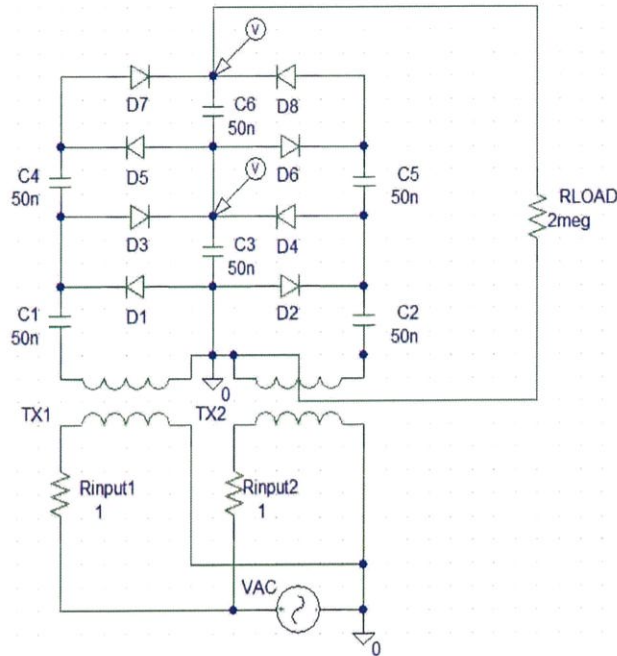 V
D7
C6
50n
D8
C4
50n
D5
V
D6
C5
50n
RLOAD
2meg
D3
C3
50n
D4
C1
50n
D1
D2
C2
50n
0
TX1
TX2
Rinput1
1
Rinput2
1
VAC
0